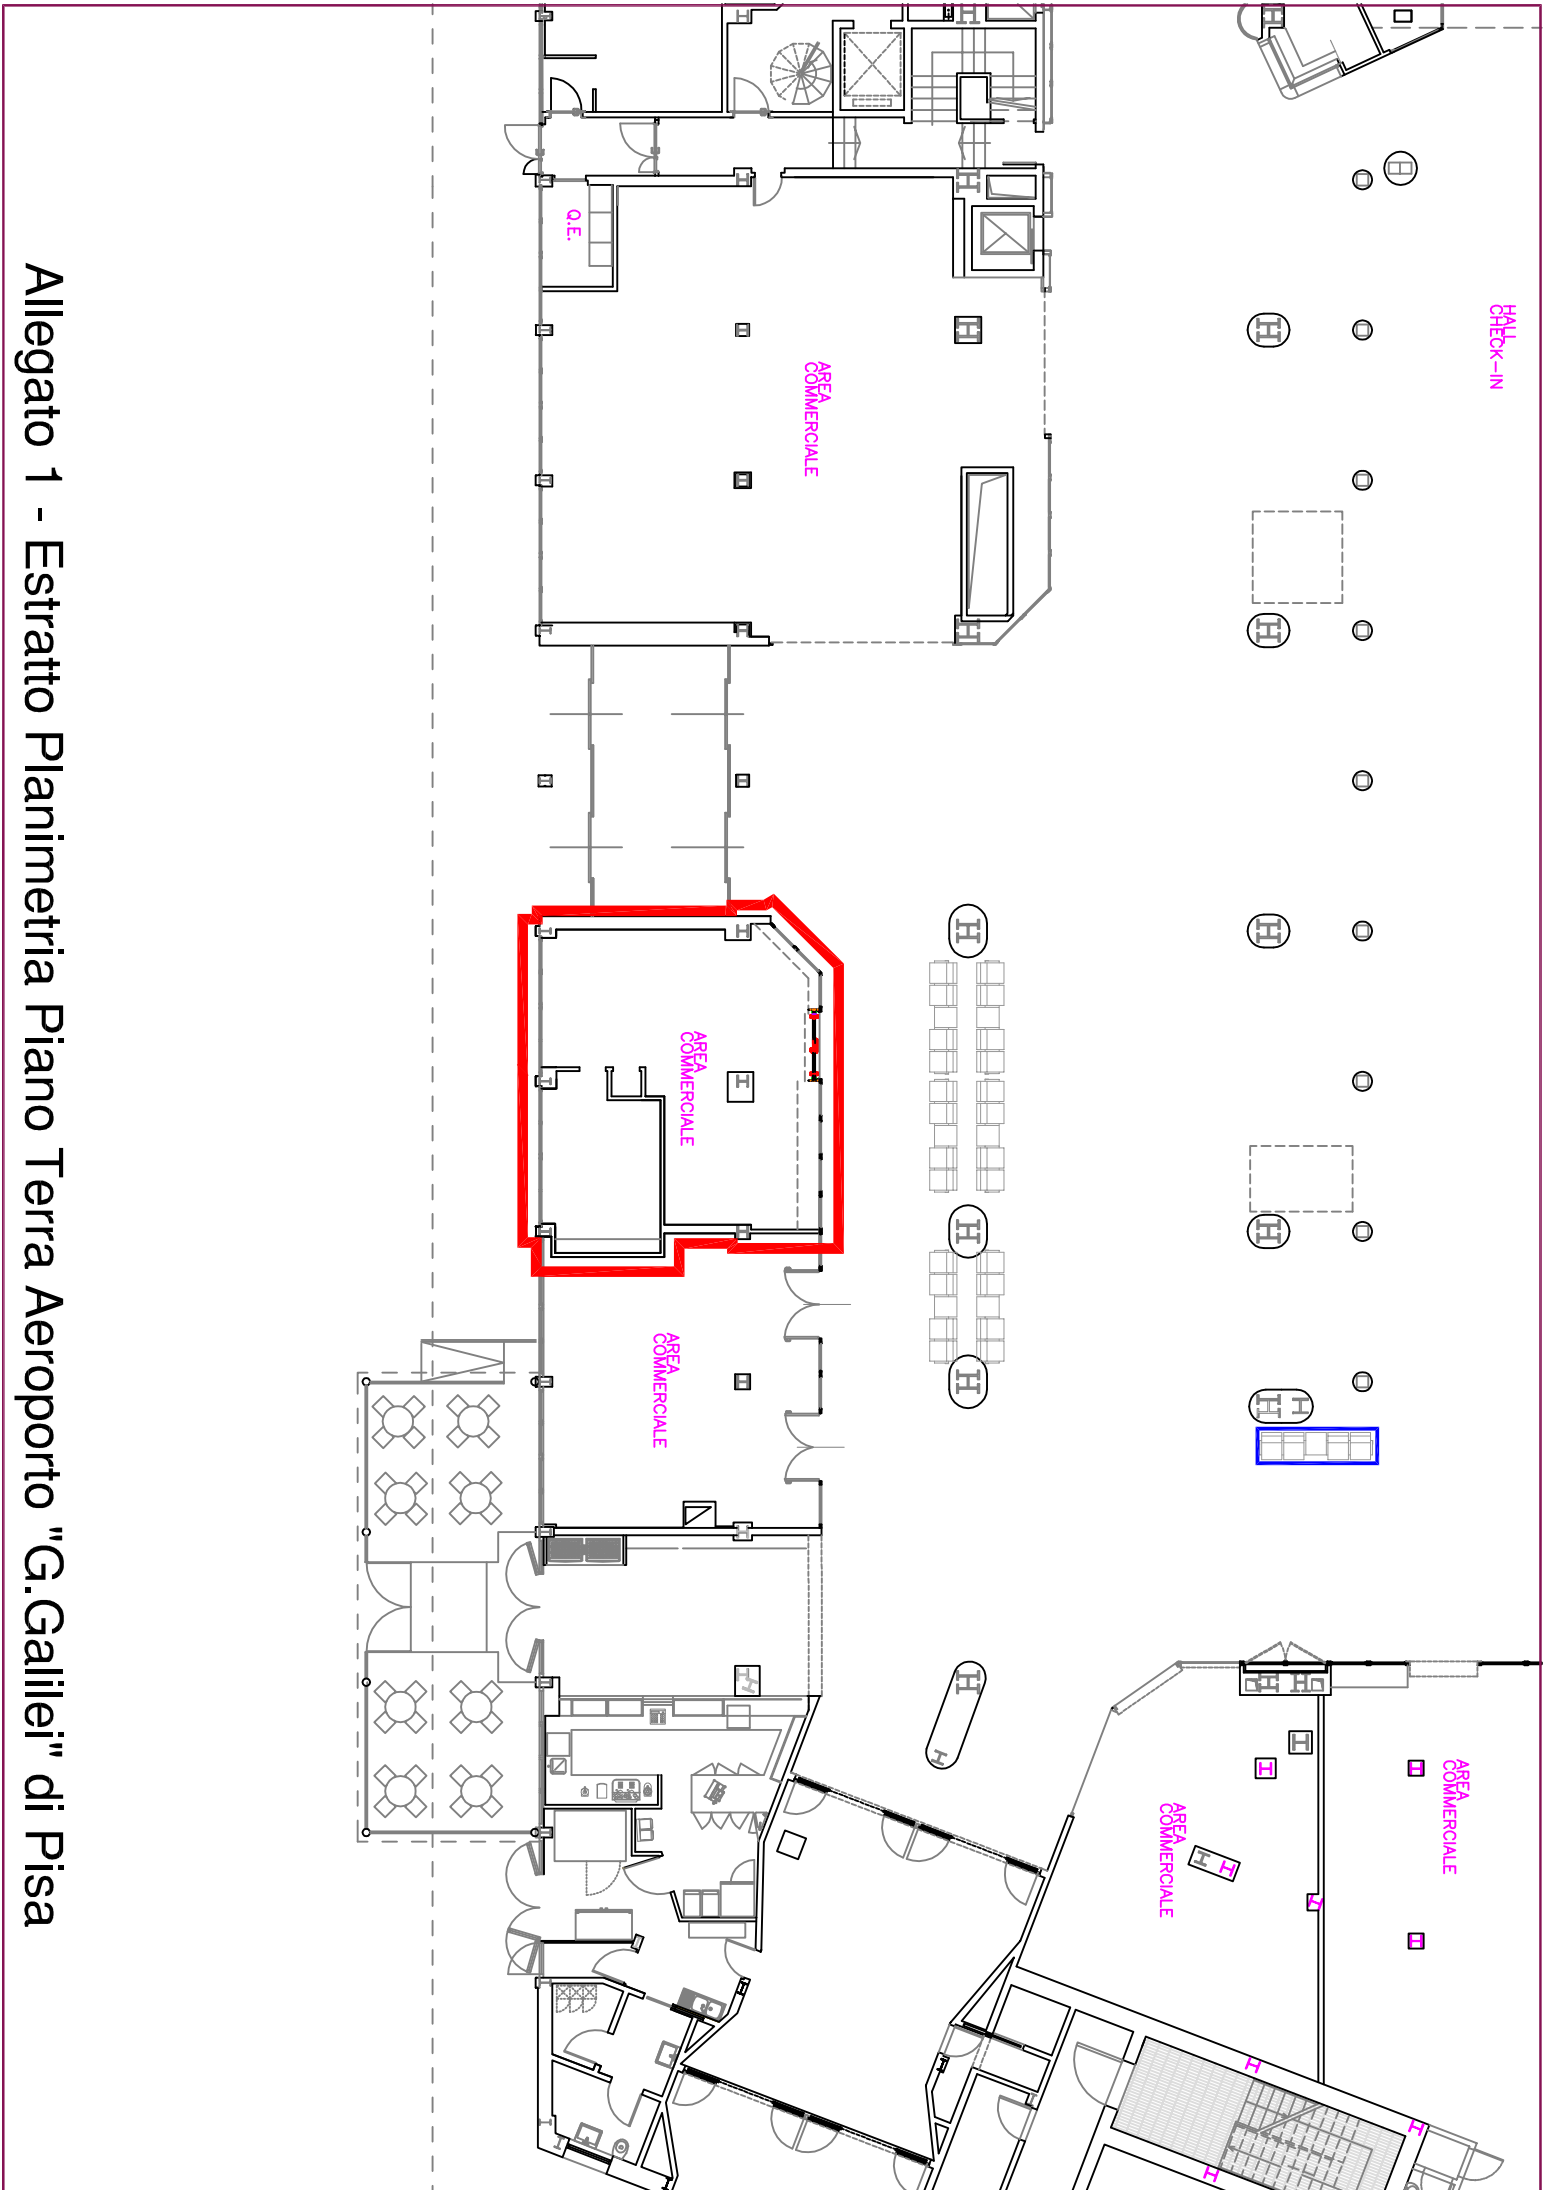 HALL
CHECK-IN
AREA
COMMERCIALE
Q.E.
AREA
COMMERCIALE
AREA
COMMERCIALE
AREA
COMMERCIALE
AREA
COMMERCIALE
Allegato 1 - Estratto Planimetria Piano Terra Aeroporto "G.Galilei" di Pisa